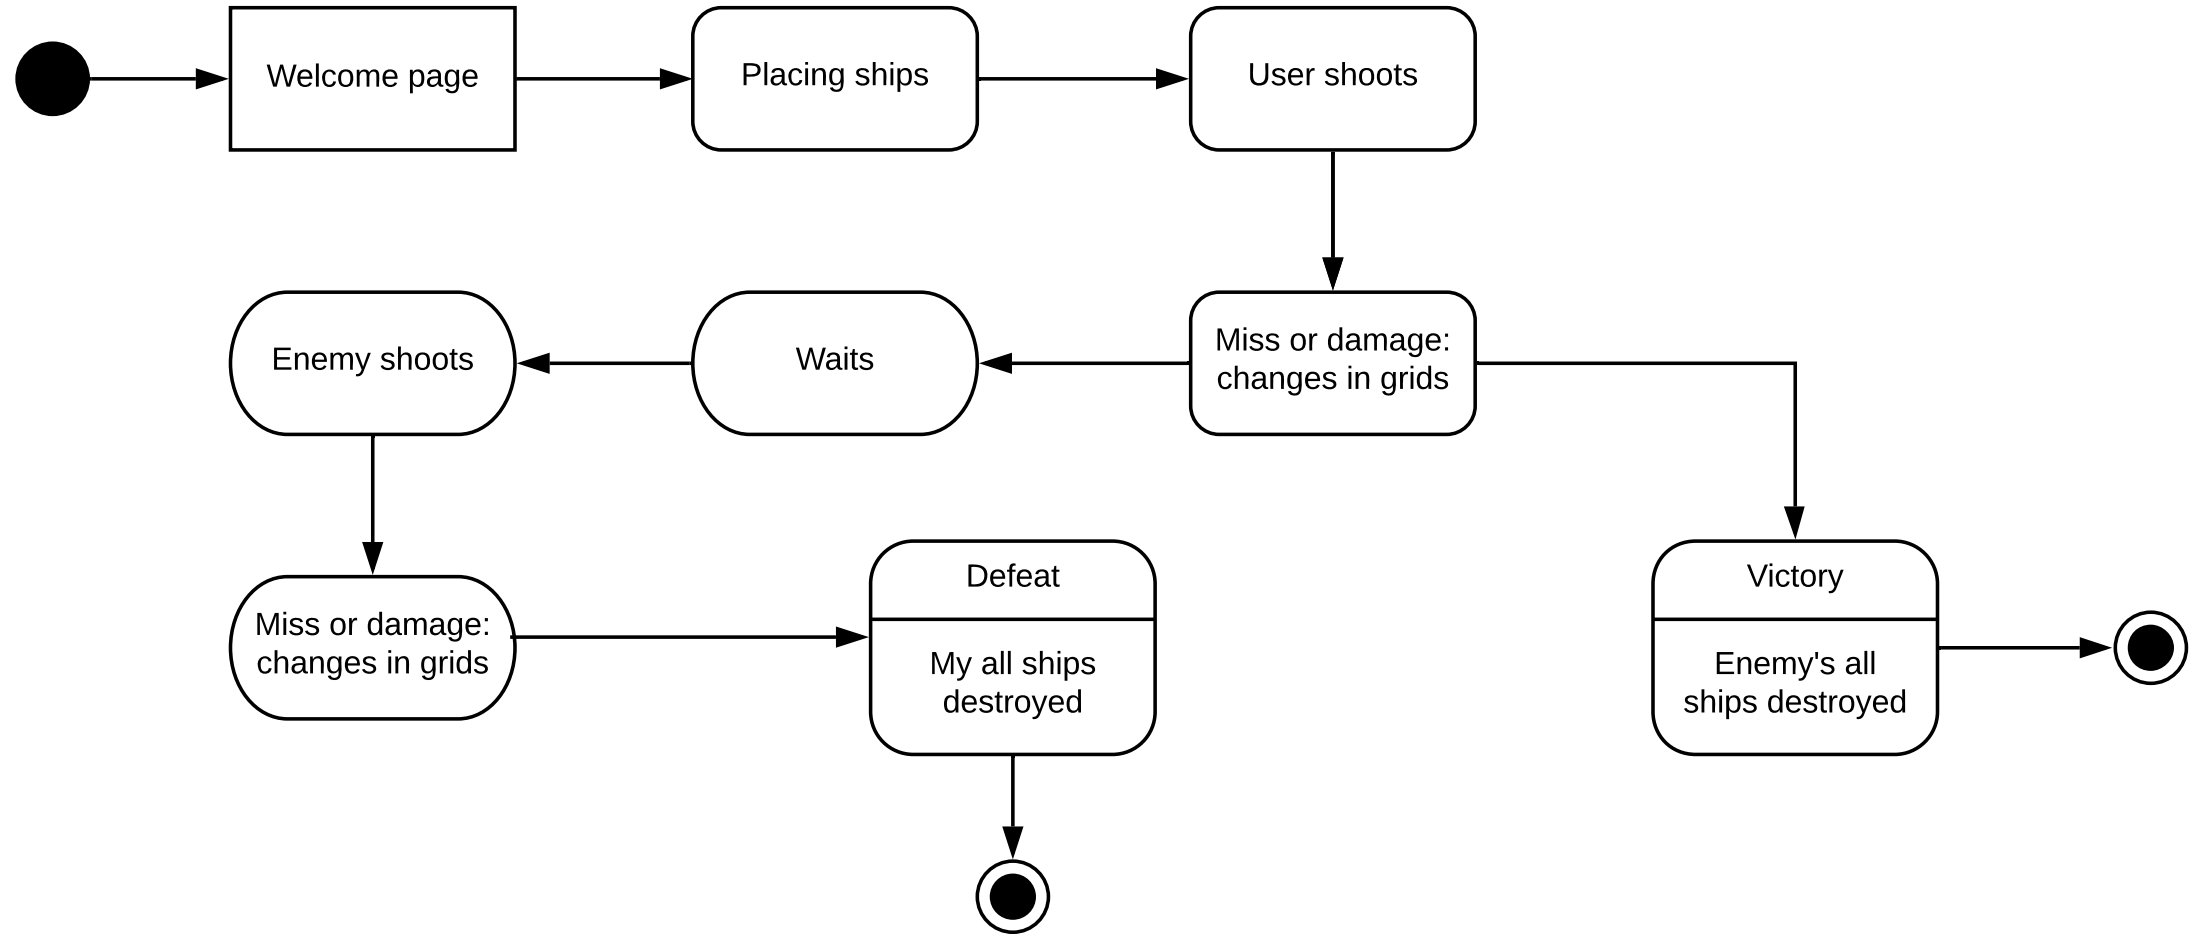 Welcome page
Placing ships
User shoots
Enemy shoots
Waits
Miss or damage:
changes in grids
Miss or damage:
changes in grids
Defeat
My all ships
destroyed
Victory
Enemy's all
ships destroyed